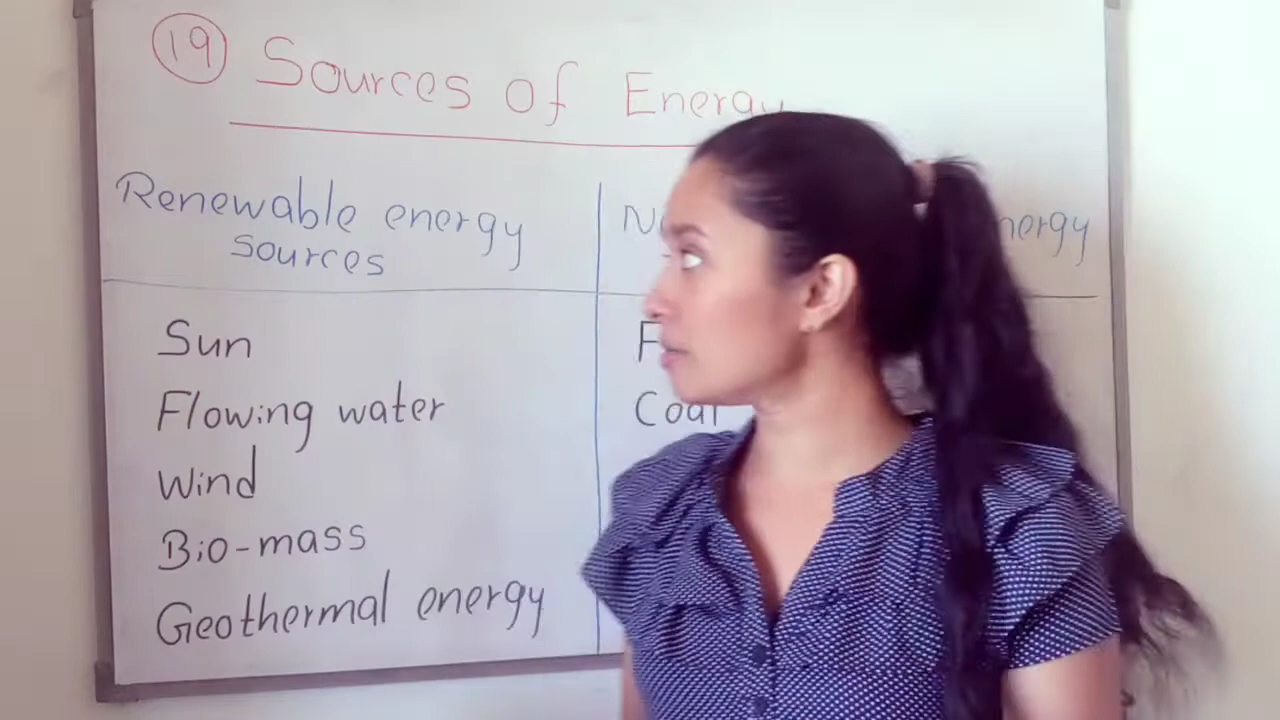 19 Sources of Energy
Renewable energy
sources
Sun
Flowing water
Wind
Bio-mass
Geothermal energy
Coal